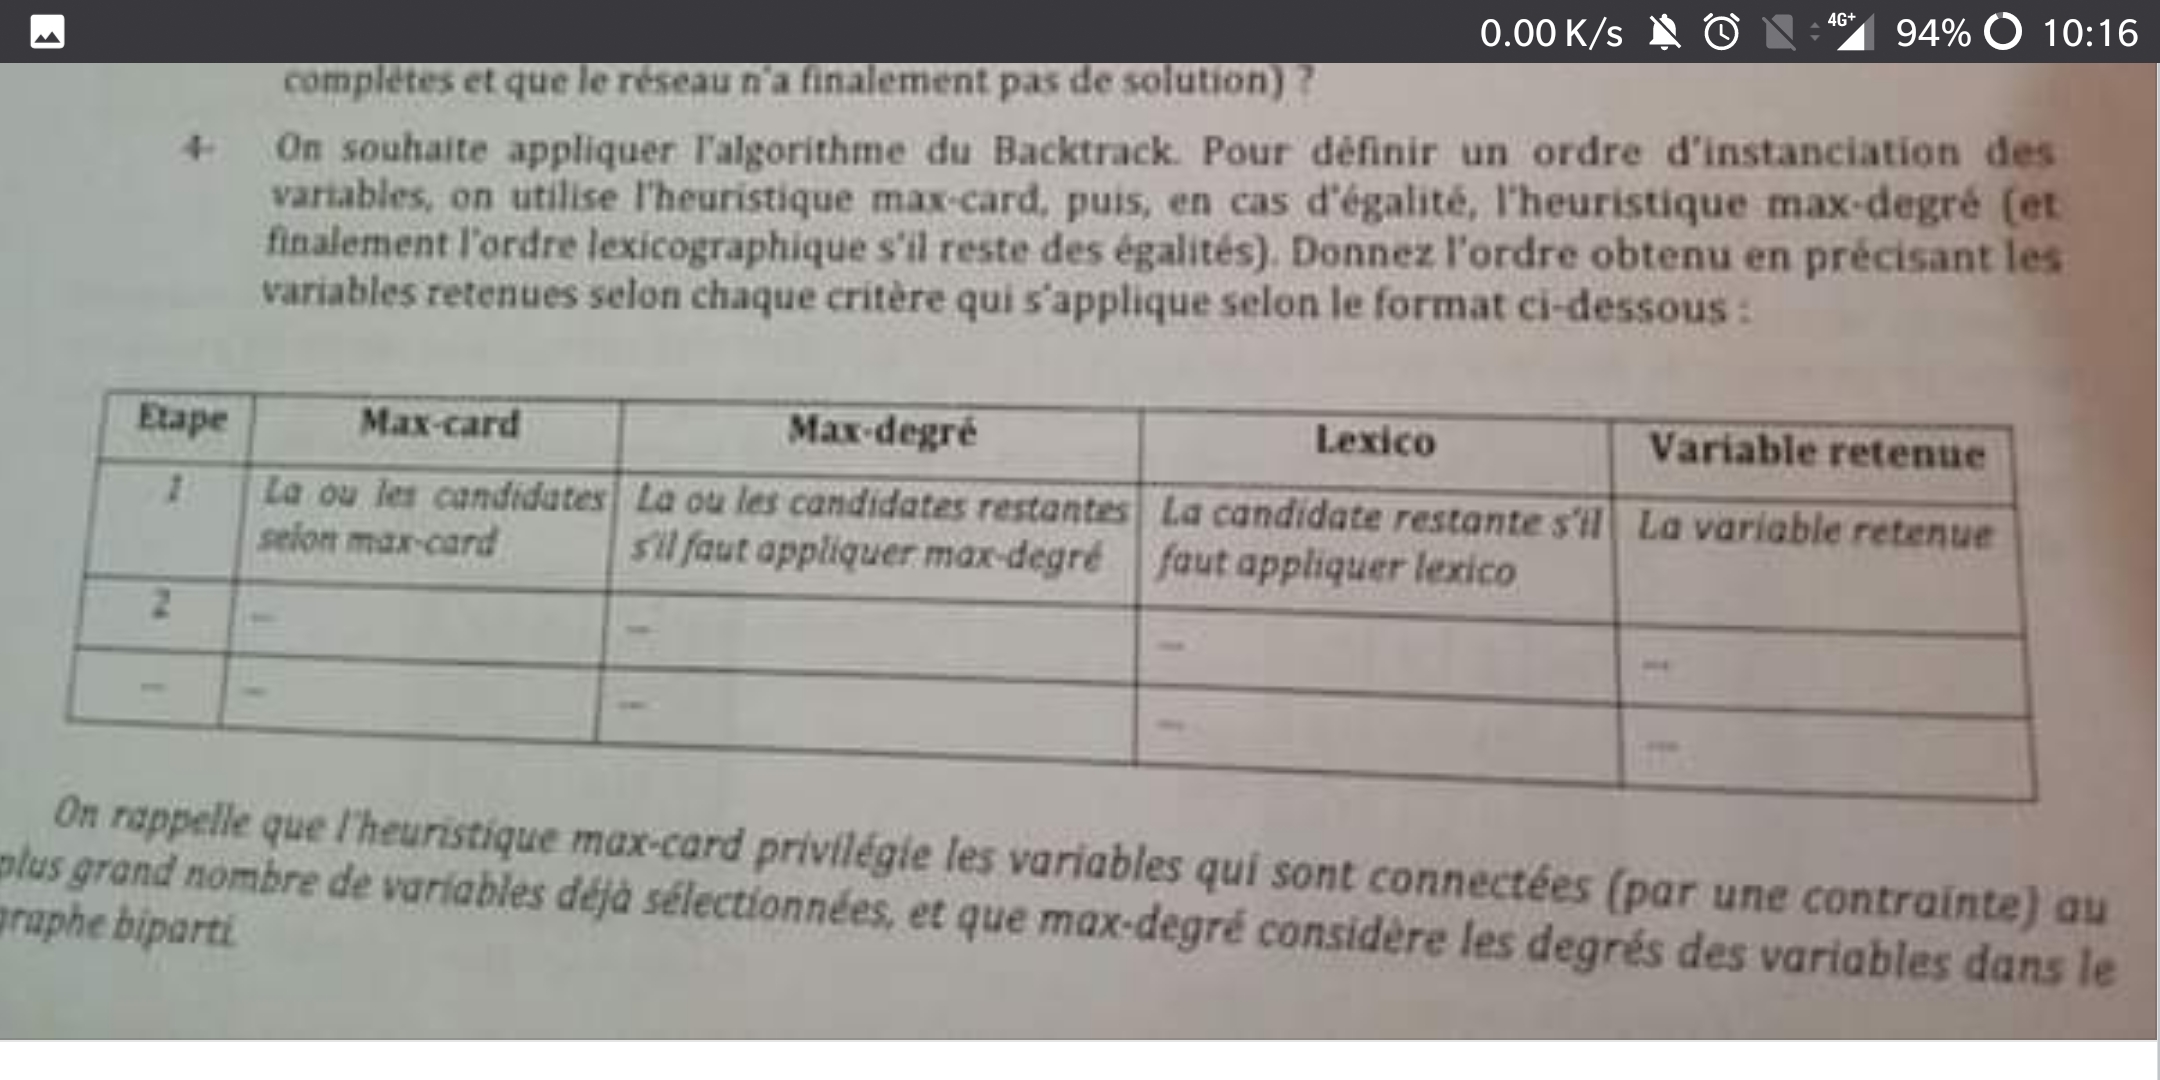 0.00 K/s 4G+ 94% 10:16
complètes et que le réseau n'a finalement pas de solution) ?
4- On souhaite appliquer l'algorithme du Backtrack. Pour définir un ordre d'instanciation des
variables, on utilise l'heuristique max-card, puis, en cas d'égalité, l'heuristique max-degré (et
finalement l'ordre lexicographique s'il reste des égalités). Donnez l'ordre obtenu en précisant les
variables retenues selon chaque critère qui s'applique selon le format ci-dessous :
Etape Max-card Max-degré Lexico Variable retenue
1 La ou les candidates La ou les candidates restantes La candidate restante s'il La variable retenue
selon max-card s'il faut appliquer max-degré faut appliquer lexico
2 ... ... ... ...
... ... ... ... ...
On rappelle que l'heuristique max-card privilégie les variables qui sont connectées (par une contrainte) au
plus grand nombre de variables déjà sélectionnées, et que max-degré considère les degrés des variables dans le
graphe biparti.